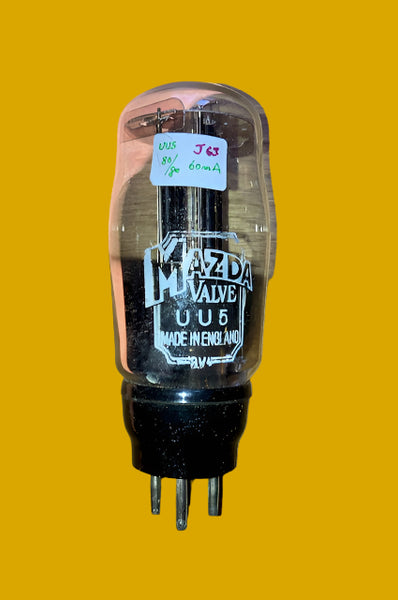 UU5 J63
80/80 60mA
MAZDA
VALVE
UU5
MADE IN ENGLAND